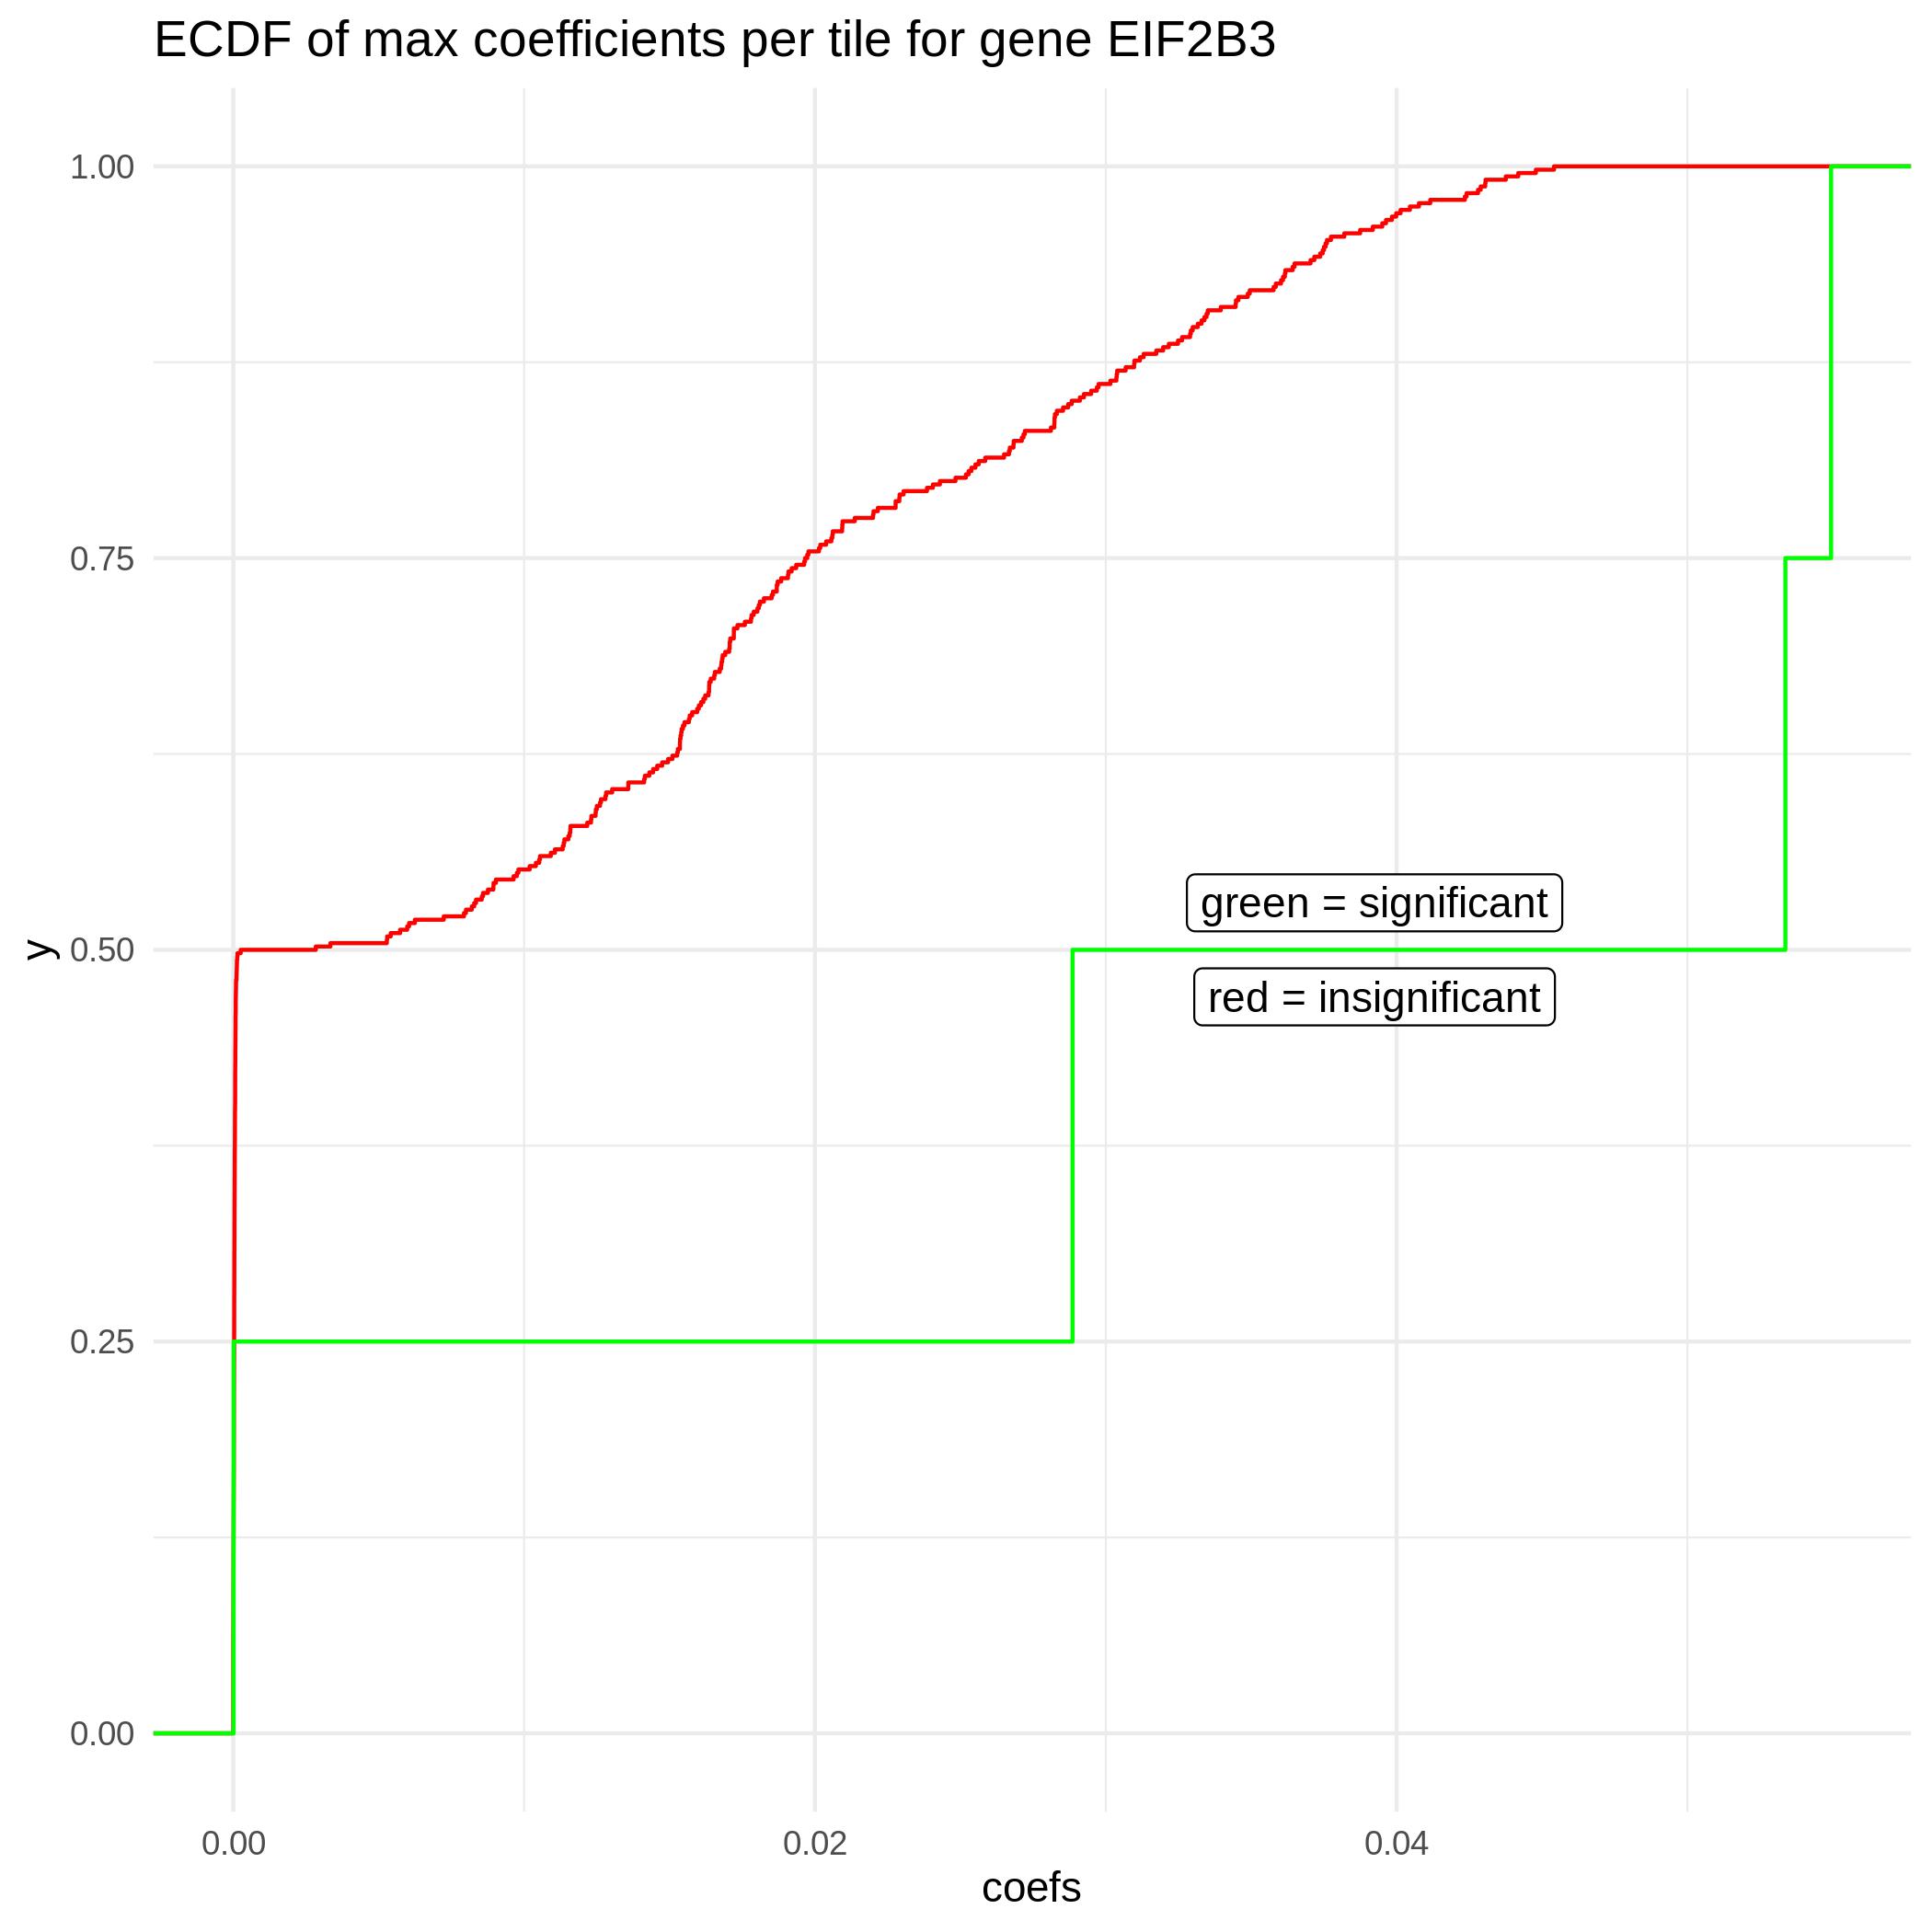 ECDF of max coefficients per tile for gene EIF2B3
y
1.00
0.75
0.50
0.25
0.00
green = significant
red = insignificant
0.00 0.02 0.04
coefs